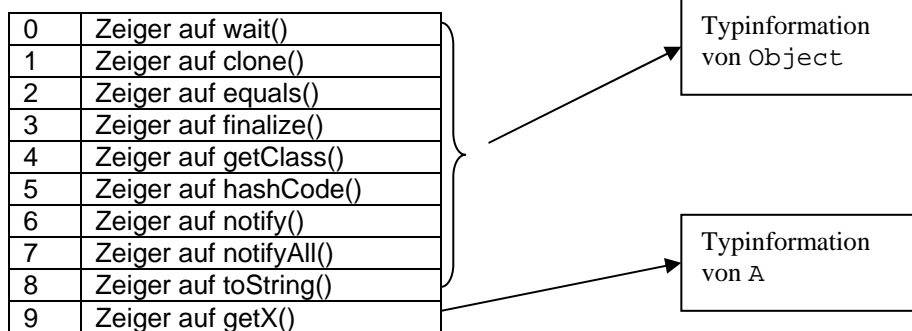 0 Zeiger auf wait()
1 Zeiger auf clone()
2 Zeiger auf equals()
3 Zeiger auf finalize()
4 Zeiger auf getClass()
5 Zeiger auf hashCode()
6 Zeiger auf notify()
7 Zeiger auf notifyAll()
8 Zeiger auf toString()
9 Zeiger auf getX()
Typinformation
von Object
Typinformation
von A